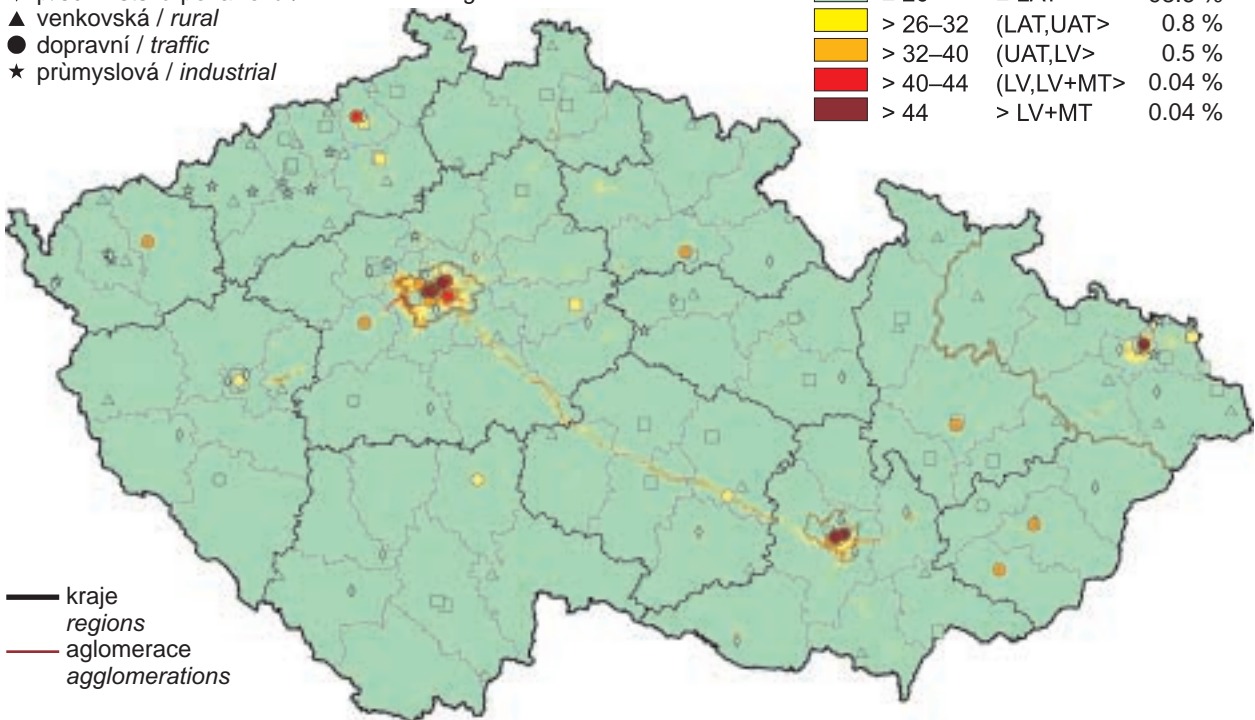 ▲ venkovská / rural
● dopravní / traffic
★ prùmyslová / industrial
> 26–32 (LAT,UAT> 0.8 %
> 32–40 (UAT,LV> 0.5 %
> 40–44 (LV,LV+MT> 0.04 %
> 44 > LV+MT 0.04 %
kraje
regions
aglomerace
agglomerations